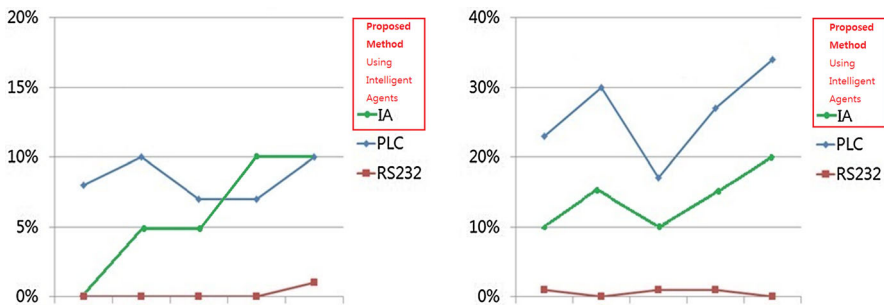 20%
15%
10%
5%
0%
Proposed
Method
Using
Intelligent
Agents
IA
PLC
RS232
40%
30%
20%
10%
0%
Proposed
Method
Using
Intelligent
Agents
IA
PLC
RS232